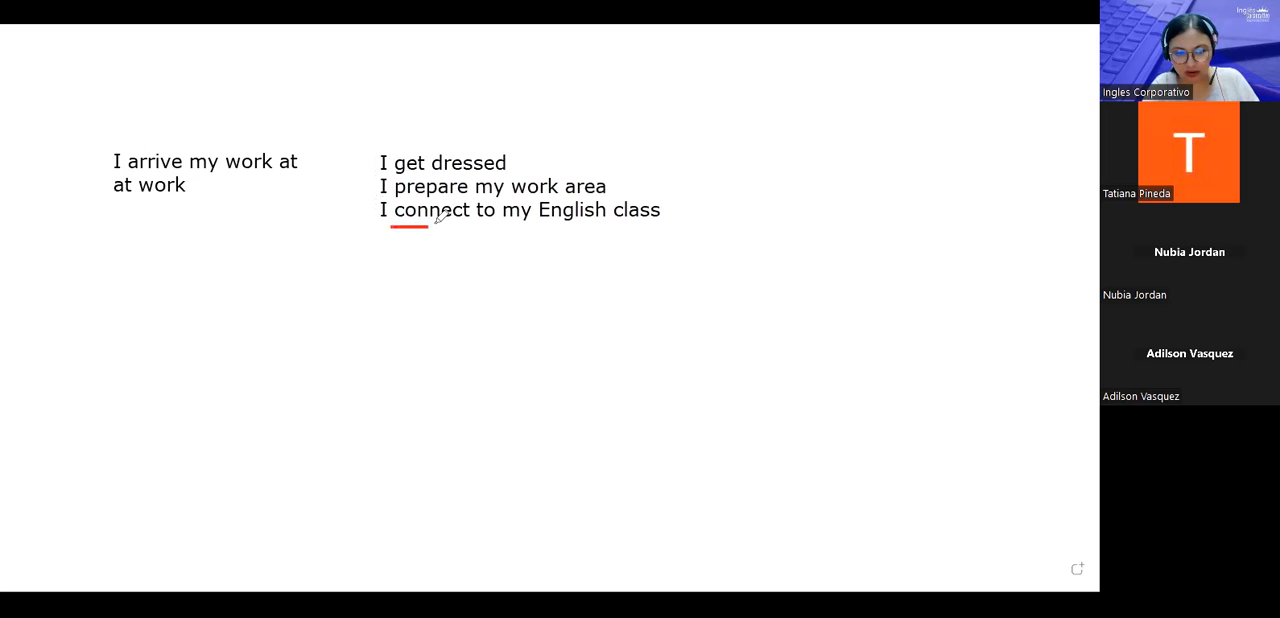 I arrive my work at
at work
I get dressed
I prepare my work area
I connect to my English class
Inglés
Ingles Corporativo
T
Tatiana Pineda
Nubia Jordan
Nubia Jordan
Adilson Vasquez
Adilson Vasquez